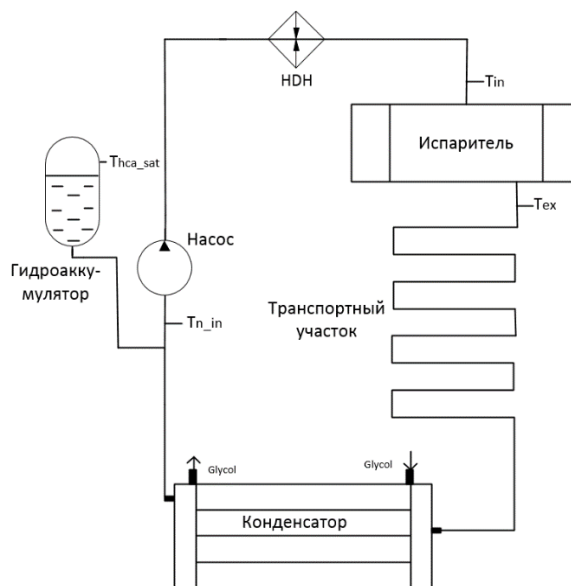 HDH
Tin
Испаритель
Thca_sat
Tex
Насос
Гидроакку-
мулятор
Tn_in
Транспортный
участок
Glycol
Glycol
Конденсатор